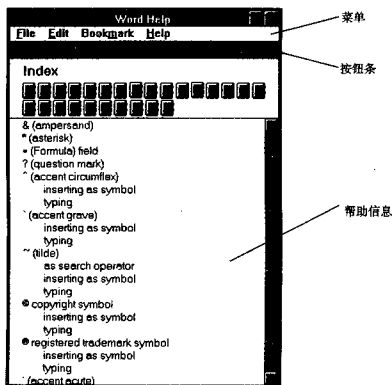 Word Help
File Edit Bookmark Help
菜单
按钮条
Index
& (ampersand)
* (asterisk)
= (Formula) field
? (question mark)
^ (accent circumflex)
inserting as symbol
typing
` (accent grave)
inserting as symbol
typing
帮助信息
~ (tilde)
as search operator
inserting as symbol
typing
© copyright symbol
inserting as symbol
typing
® registered trademark symbol
inserting as symbol
typing
´ (accent acute)